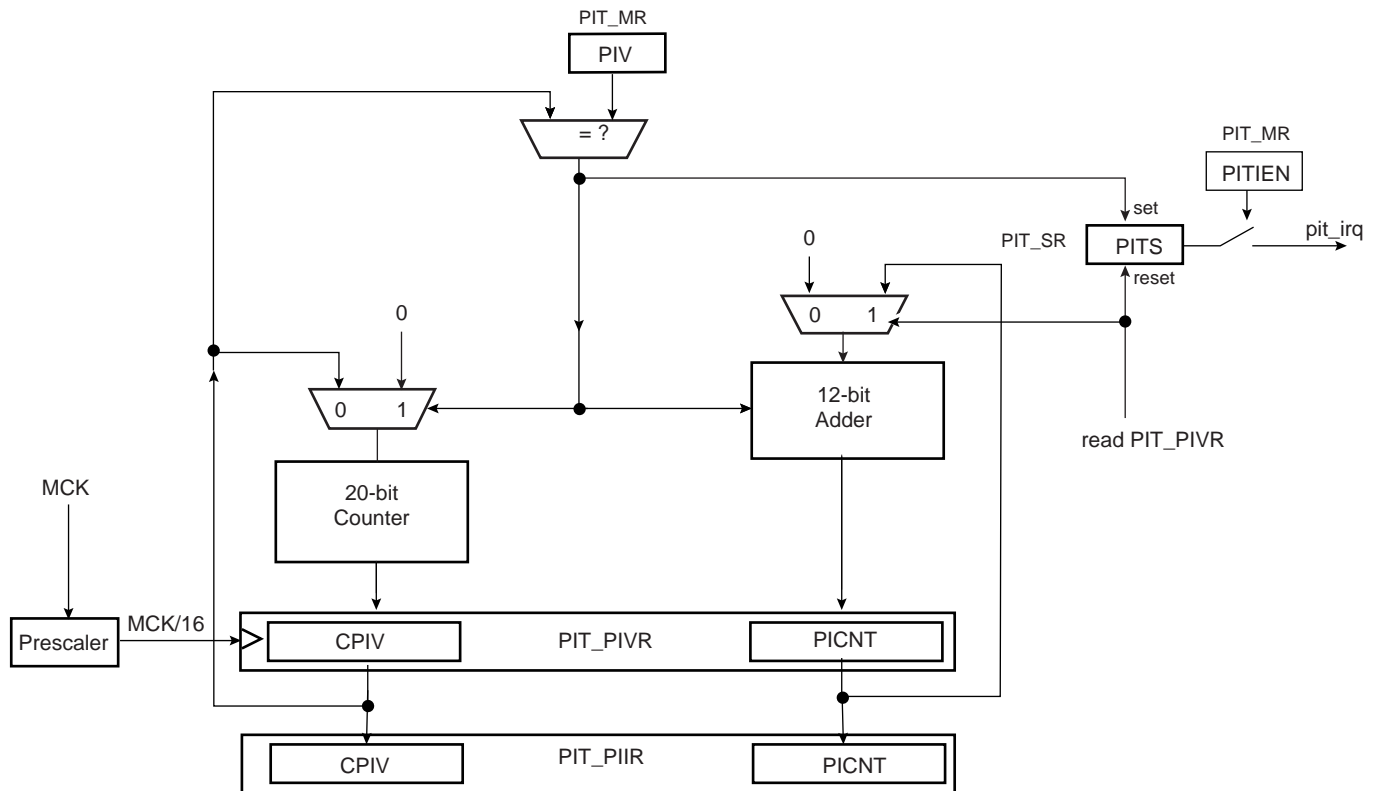 PIT_MR
PIV
= ?
PIT_MR
PITIEN
set
0
PIT_SR
PITS
pit_irq
reset
0
0 1
0 1
12-bit
Adder
read PIT_PIVR
MCK
20-bit
Counter
Prescaler
MCK/16
CPIV
PIT_PIVR
PICNT
CPIV
PIT_PIIR
PICNT